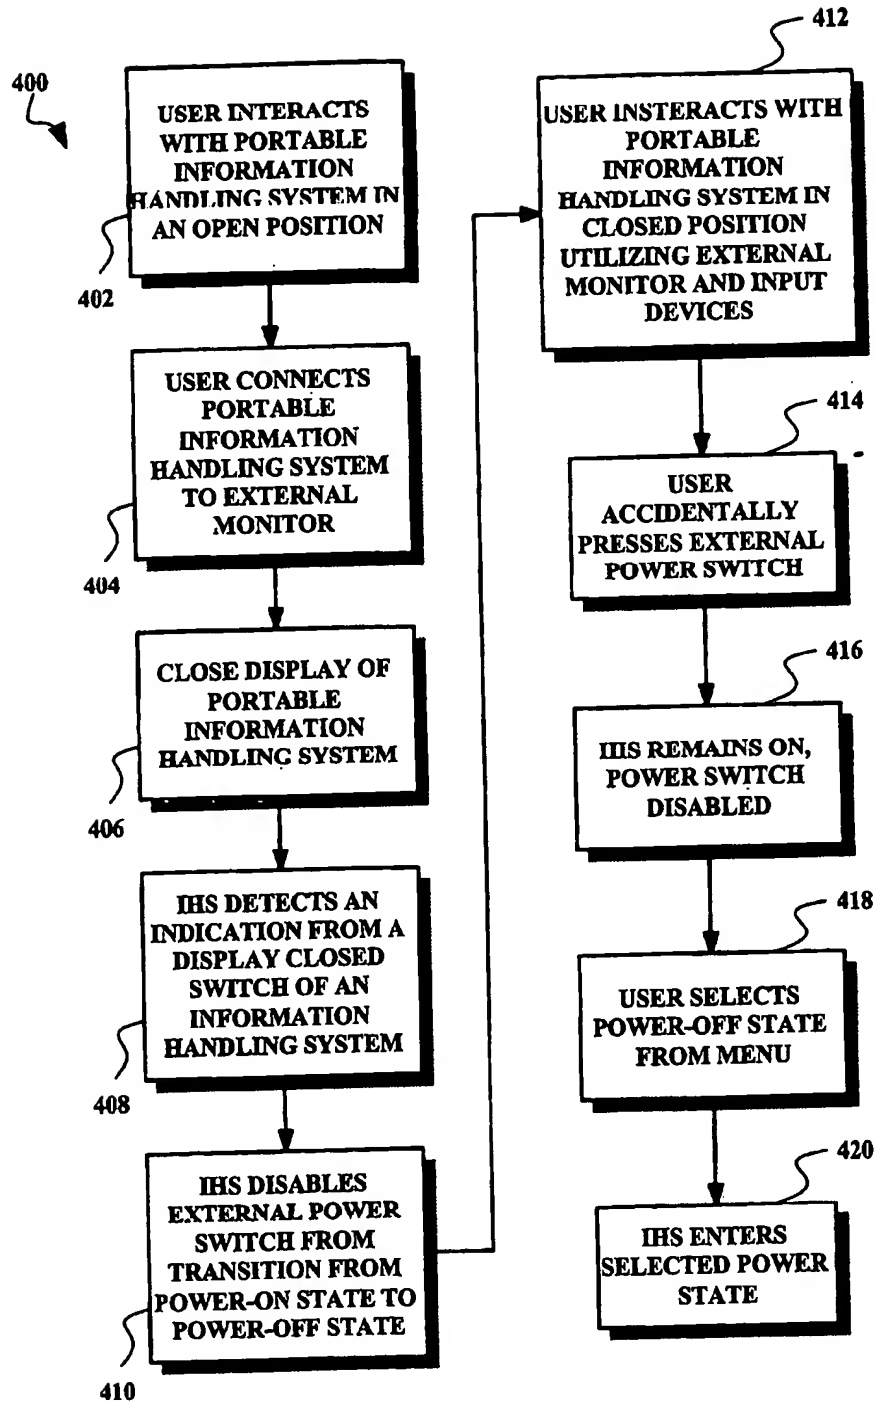 400
USER INTERACTS
WITH PORTABLE
INFORMATION
HANDLING SYSTEM IN
AN OPEN POSITION
402
USER CONNECTS
PORTABLE
INFORMATION
HANDLING SYSTEM
TO EXTERNAL
MONITOR
404
CLOSE DISPLAY OF
PORTABLE
INFORMATION
HANDLING SYSTEM
406
IHS DETECTS AN
INDICATION FROM A
DISPLAY CLOSED
SWITCH OF AN
INFORMATION
HANDLING SYSTEM
408
IHS DISABLES
EXTERNAL POWER
SWITCH FROM
TRANSITION FROM
POWER-ON STATE TO
POWER-OFF STATE
410
412
USER INSTERACTS WITH
PORTABLE
INFORMATION
HANDLING SYSTEM IN
CLOSED POSITION
UTILIZING EXTERNAL
MONITOR AND INPUT
DEVICES
414
USER
ACCIDENTALLY
PRESSES EXTERNAL
POWER SWITCH
416
IHS REMAINS ON,
POWER SWITCH
DISABLED
418
USER SELECTS
POWER-OFF STATE
FROM MENU
420
IHS ENTERS
SELECTED POWER
STATE